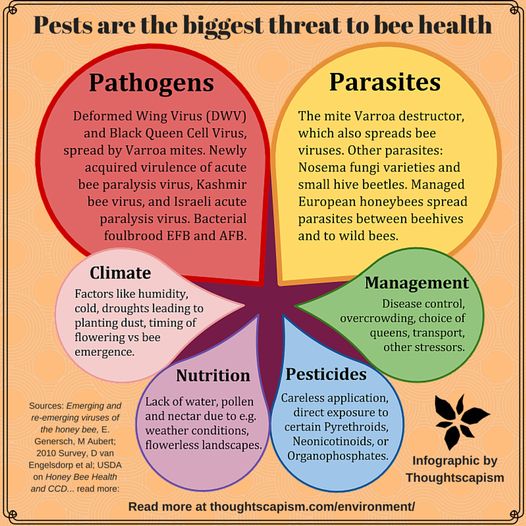 Pests are the biggest threat to bee health
Pathogens
Deformed Wing Virus (DWV)
and Black Queen Cell Virus,
spread by Varroa mites. Newly
acquired virulence of acute
bee paralysis virus, Kashmir
bee virus, and Israeli acute
paralysis virus. Bacterial
foulbrood EFB and AFB.
Parasites
The mite Varroa destructor,
which also spreads bee
viruses. Other parasites:
Nosema fungi varieties and
small hive beetles. Managed
European honeybees spread
parasites between beehives
and to wild bees.
Climate
Factors like humidity,
cold, droughts leading to
planting dust, timing of
flowering vs bee
emergence.
Management
Disease control,
overcrowding, choice of
queens, transport,
other stressors.
Nutrition
Lack of water, pollen
and nectar due to e.g.
weather conditions,
flowerless landscapes.
Pesticides
Careless application,
direct exposure to
certain Pyrethroids,
Neonicotinoids, or
Organophosphates.
Sources: Emerging and
re-emerging viruses of
the honey bee, E.
Genersch, M Aubert;
2010 Survey, D van
Engelsdorp et al; USDA
on Honey Bee Health
and CCD... read more:
Infographic by
Thoughtscapism
Read more at thoughtscapism.com/environment/